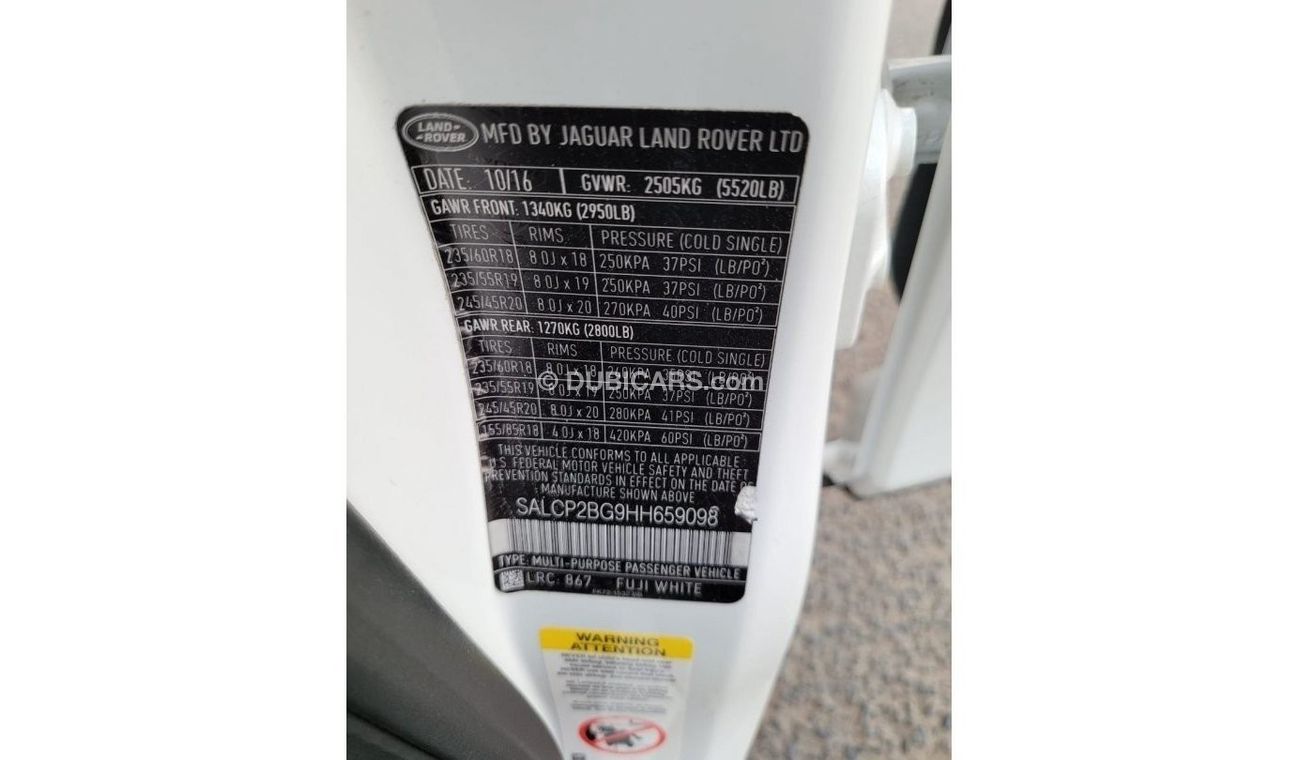 LAND-
-ROVER
MFD BY JAGUAR LAND ROVER LTD
DATE: 10/16 GVWR: 2505KG (5520LB)
GAWR FRONT: 1340KG (2950LB)
TIRES RIMS PRESSURE (COLD SINGLE)
235/60R18 8.0J x 18 250KPA 37PSI (LB/PO²)
235/55R19 8.0J x 19 250KPA 37PSI (LB/PO²)
245/45R20 8.0J x 20 270KPA 40PSI (LB/PO²)
GAWR REAR: 1270KG (2800LB)
TIRES RIMS PRESSURE (COLD SINGLE)
235/60R18 8.0J x 18 (LB/PO²)
© DUBICARS.com
235/55R19 8.0J x 19 250KPA 37PSI (LB/PO²)
245/45R20 8.0J x 20 280KPA 41PSI (LB/PO²)
155/85R18 4.0J x 18 420KPA 60PSI (LB/PO²)
THIS VEHICLE CONFORMS TO ALL APPLICABLE
U.S. FEDERAL MOTOR VEHICLE SAFETY AND THEFT
PREVENTION STANDARDS IN EFFECT ON THE DATE OF
MANUFACTURE SHOWN ABOVE
SALCP2BG9HH659098
TYPE: MULTI-PURPOSE PASSENGER VEHICLE
LRC: 867 FUJI WHITE
WARNING
ATTENTION